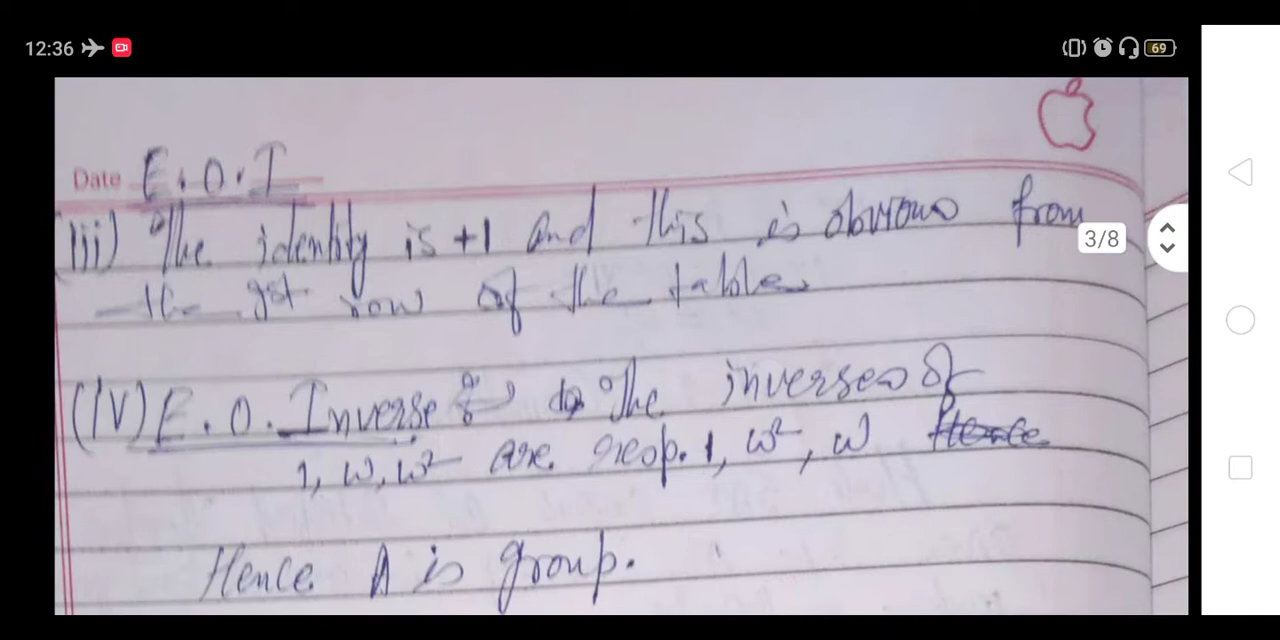 12:36
69
Date E.O.I
(iii) The identity is +1 and this is obvious from
3/8
the 1st row of the table
(iv) E.O. Inverse :- The inverses of
1, ω, ω² are resp. 1, ω², ω Hence
Hence A is group.